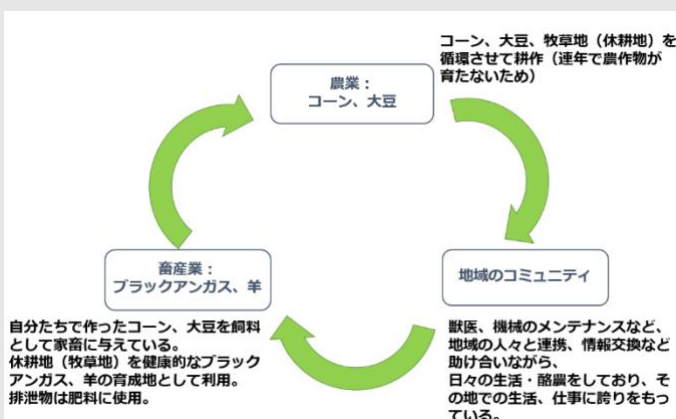 コーン、大豆、牧草地（休耕地）を
循環させて耕作（連年で農作物が
育たないため）
農業：
コーン、大豆
地域のコミュニティ
獣医、機械のメンテナンスなど、
地域の人々と連携、情報交換など
助け合いながら、
日々の生活・酪農をしており、そ
の地での生活、仕事に誇りをもっ
ている。
畜産業：
ブラックアンガス、羊
自分たちで作ったコーン、大豆を飼料
として家畜に与えている。
休耕地（牧草地）を健康的なブラック
アンガス、羊の育成地として利用。
排泄物は肥料に使用。